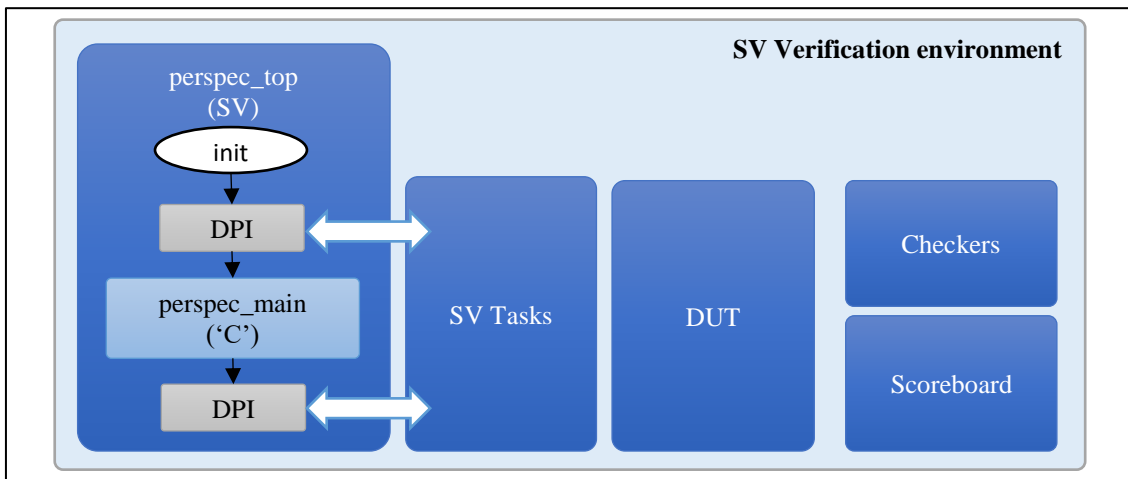 SV Verification environment
perspec_top
(SV)
init
DPI
perspec_main
(‘C’)
DPI
SV Tasks
DUT
Checkers
Scoreboard